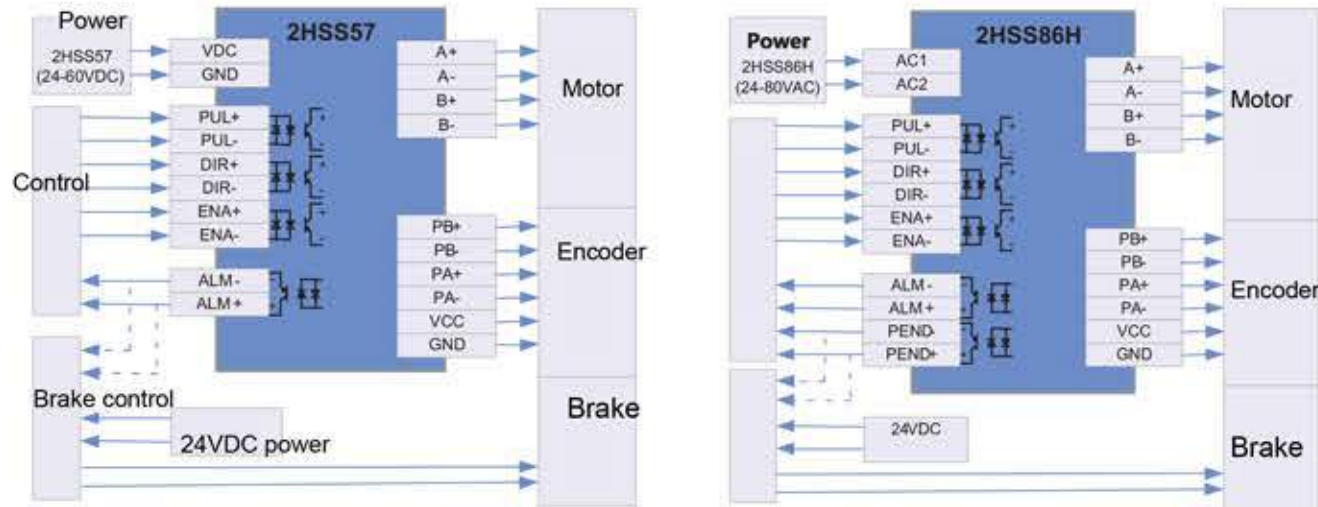 Power
2HSS57
(24-60VDC)
2HSS57
VDC
GND
A+
A-
B+
B-
Motor
Control
PUL+
PUL-
DIR+
DIR-
ENA+
ENA-
ALM -
ALM +
PB+
PB-
PA+
PA-
VCC
GND
Encoder
Brake control
24VDC power
Brake
Power
2HSS86H
(24-80VAC)
2HSS86H
AC1
AC2
A+
A-
B+
B-
Motor
PUL+
PUL-
DIR+
DIR-
ENA+
ENA-
ALM -
ALM +
PEND-
PEND+
PB+
PB-
PA+
PA-
VCC
GND
Encoder
24VDC
Brake